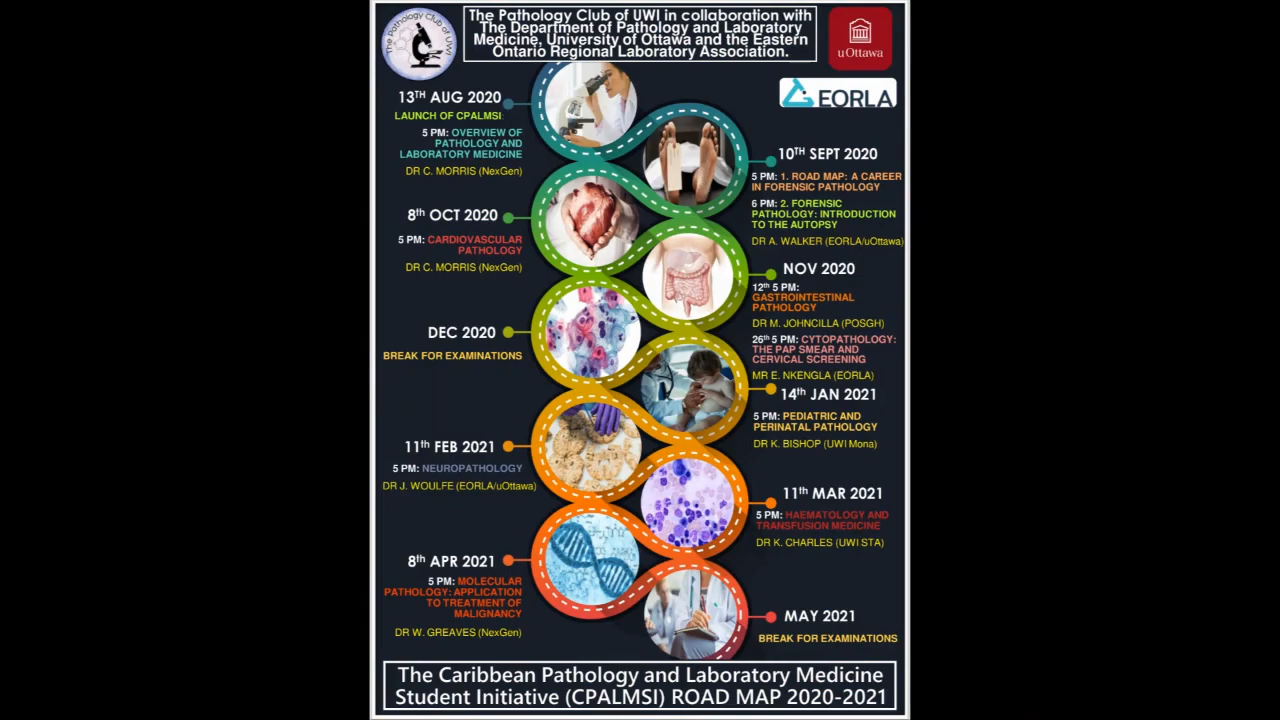 The Pathology Club of UWI
The Pathology Club of UWI in collaboration with
The Department of Pathology and Laboratory
Medicine, University of Ottawa and the Eastern
Ontario Regional Laboratory Association.
uOttawa
EORLA
13TH AUG 2020
LAUNCH OF CPALMSI
5 PM: OVERVIEW OF
PATHOLOGY AND
LABORATORY MEDICINE
DR C. MORRIS (NexGen)
10TH SEPT 2020
5 PM: 1. ROAD MAP: A CAREER
IN FORENSIC PATHOLOGY
6 PM: 2. FORENSIC
PATHOLOGY: INTRODUCTION
TO THE AUTOPSY
DR A. WALKER (EORLA/uOttawa)
8th OCT 2020
5 PM: CARDIOVASCULAR
PATHOLOGY
DR C. MORRIS (NexGen)
NOV 2020
12th 5 PM:
GASTROINTESTINAL
PATHOLOGY
DR M. JOHNCILLA (POSGH)
26th 5 PM: CYTOPATHOLOGY:
THE PAP SMEAR AND
CERVICAL SCREENING
MR E. NKENGLA (EORLA)
DEC 2020
BREAK FOR EXAMINATIONS
14th JAN 2021
5 PM: PEDIATRIC AND
PERINATAL PATHOLOGY
DR K. BISHOP (UWI Mona)
11th FEB 2021
5 PM: NEUROPATHOLOGY
DR J. WOULFE (EORLA/uOttawa)
11th MAR 2021
5 PM: HAEMATOLOGY AND
TRANSFUSION MEDICINE
DR K. CHARLES (UWI STA)
8th APR 2021
5 PM: MOLECULAR
PATHOLOGY: APPLICATION
TO TREATMENT OF
MALIGNANCY
DR W. GREAVES (NexGen)
MAY 2021
BREAK FOR EXAMINATIONS
The Caribbean Pathology and Laboratory Medicine
Student Initiative (CPALMSI) ROAD MAP 2020-2021